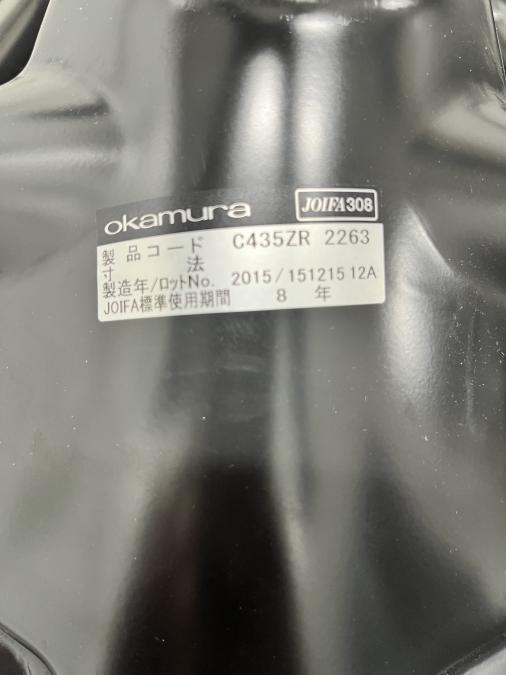 okamura JOIFA308
製品コード C435ZR 2263
寸法
製造年/ロットNo. 2015/151215 12A
JOIFA標準使用期間 8 年